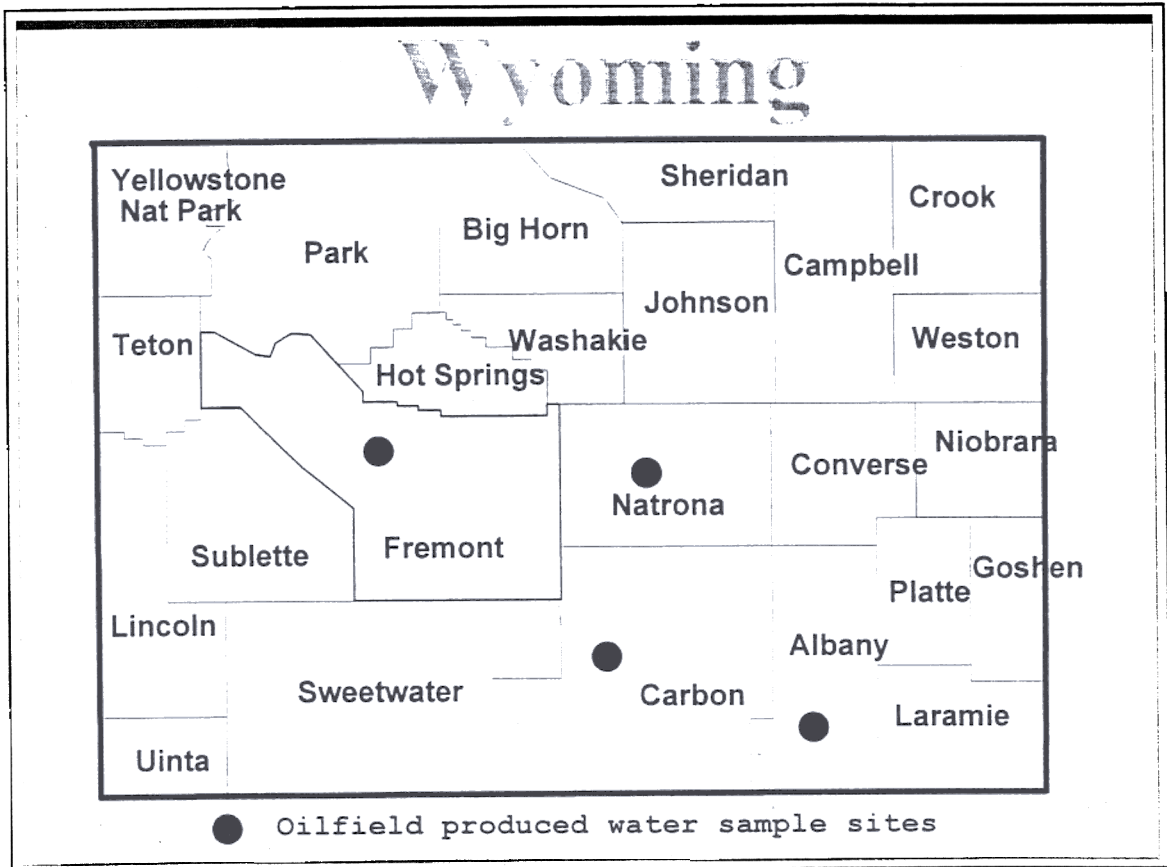 Wyoming
Yellowstone
Nat Park
Sheridan
Crook
Big Horn
Park
Campbell
Johnson
Teton
Washakie
Weston
Hot Springs
Niobrara
Converse
Natrona
Fremont
Sublette
Goshen
Platte
Lincoln
Albany
Sweetwater
Carbon
Laramie
Uinta
Oilfield produced water sample sites